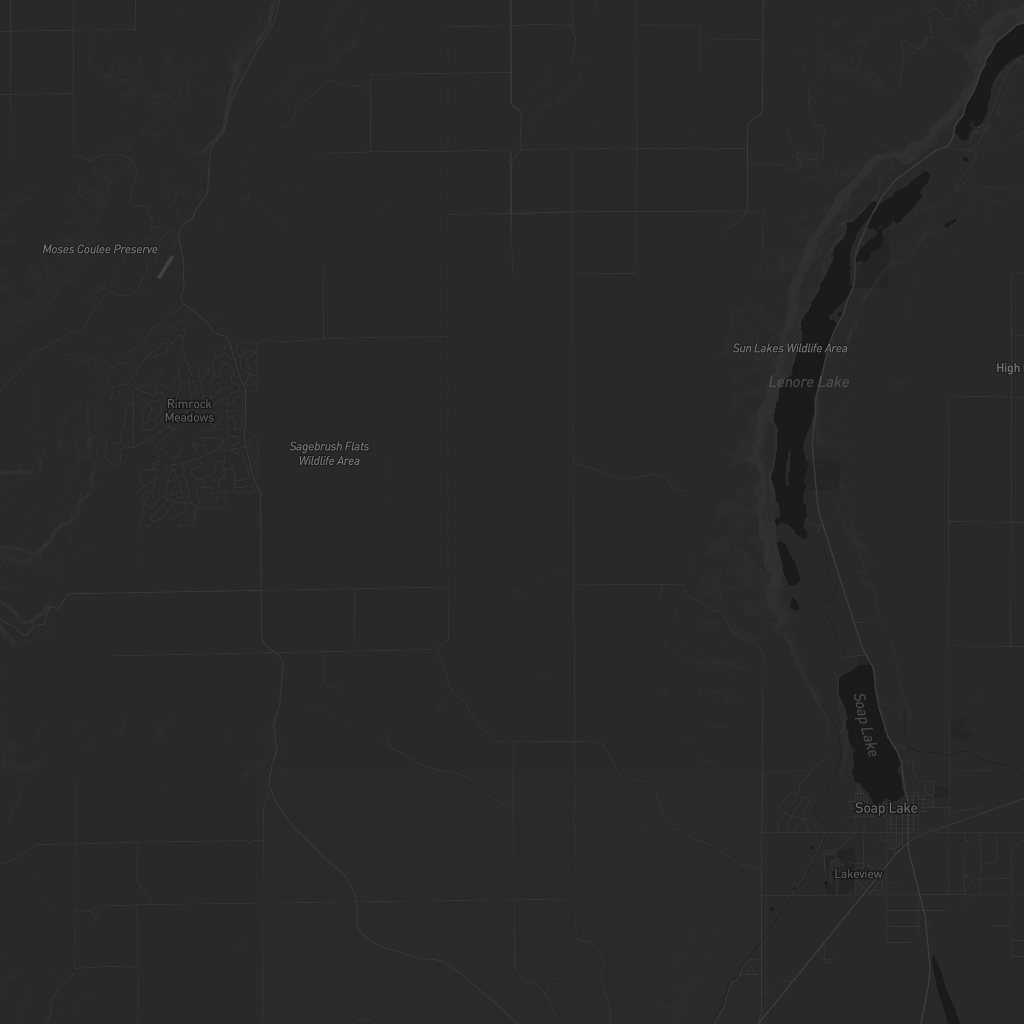 Moses Coulee Preserve
Sun Lakes Wildlife Area
High
Lenore Lake
Rimrock
Meadows
Sagebrush Flats
Wildlife Area
Soap Lake
Soap Lake
Lakeview